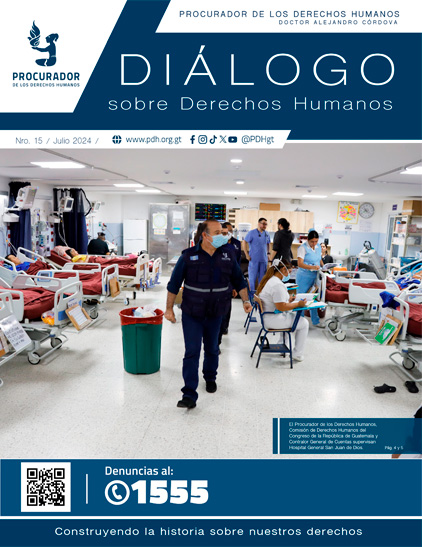 PROCURADOR DE LOS DERECHOS HUMANOS
DOCTOR ALEJANDRO CÓRDOVA
PROCURADOR
DE LOS DERECHOS HUMANOS
DIÁLOGO
sobre Derechos Humanos
Nro. 15 / Julio 2024 /
www.pdh.org.gt
@PDHgt
El Procurador de los Derechos Humanos,
Comisión de Derechos Humanos del
Congreso de la República de Guatemala y
Contralor General de Cuentas supervisan
Hospital General San Juan de Dios.
Pág. 4 y 5
Denuncias al:
1555
Construyendo la historia sobre nuestros derechos